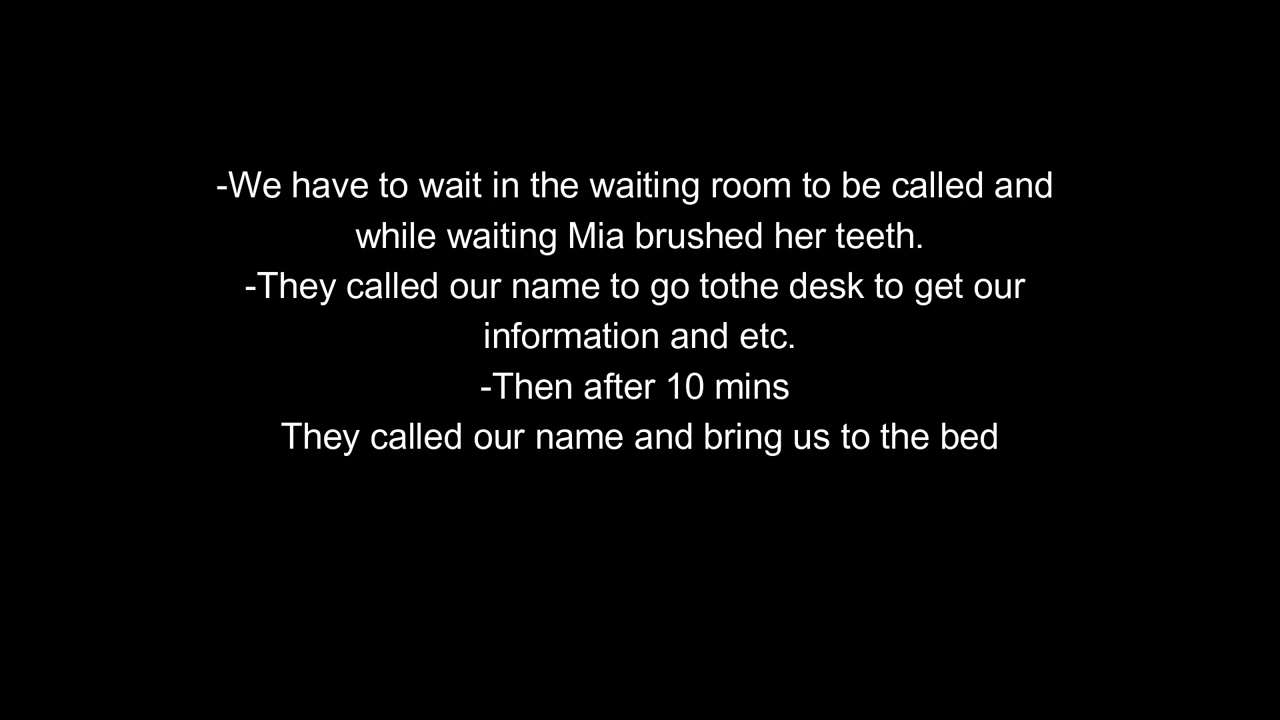 -We have to wait in the waiting room to be called and
while waiting Mia brushed her teeth.
-They called our name to go tothe desk to get our
information and etc.
-Then after 10 mins
They called our name and bring us to the bed